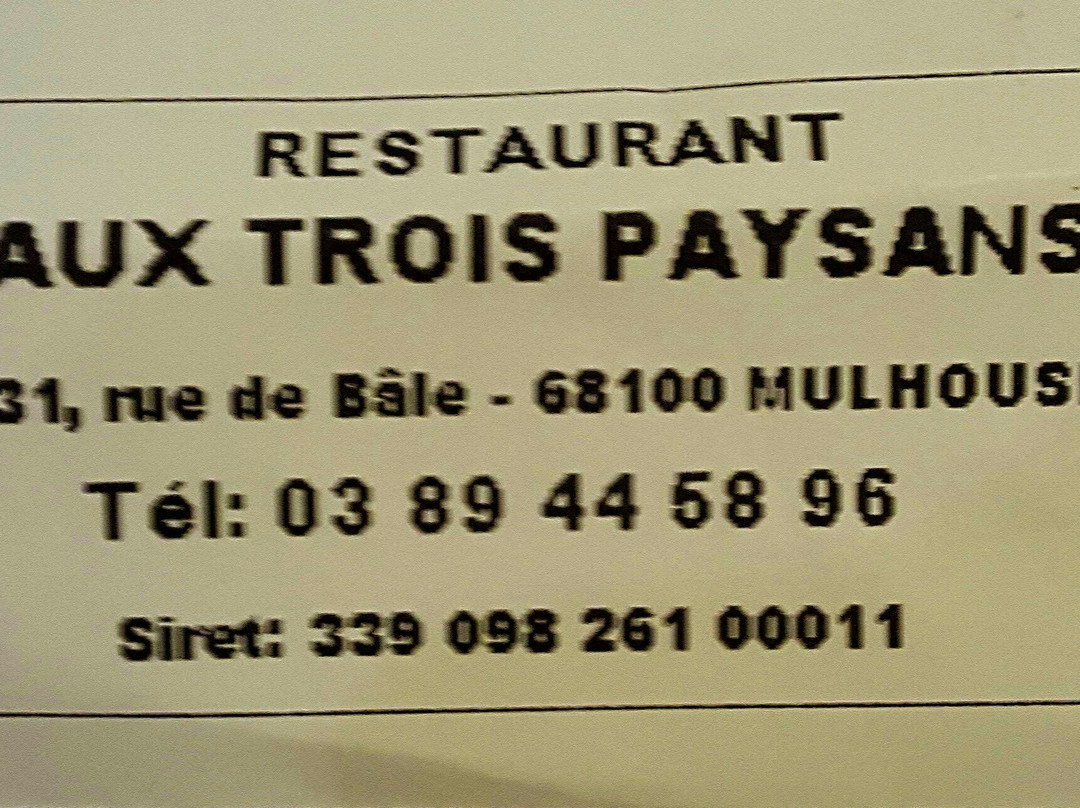 RESTAURANT
AUX TROIS PAYSANS
31, rue de Bâle - 68100 MULHOUS
Tél: 03 89 44 58 96
Siret: 339 098 261 00011